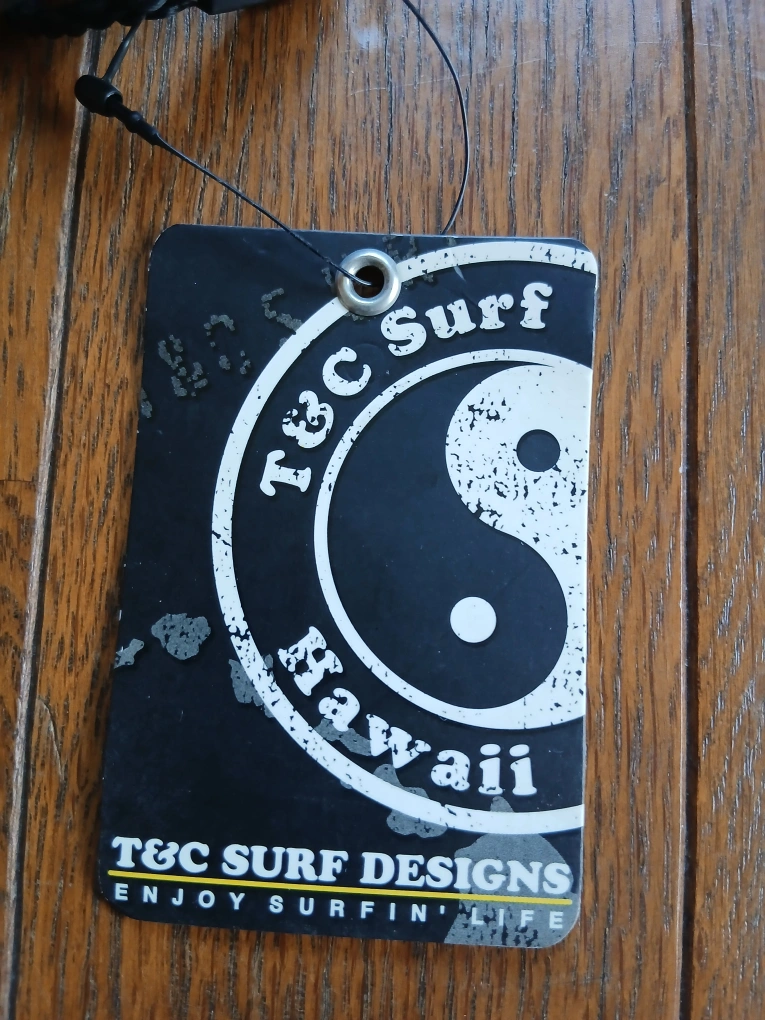 T&C Surf
Hawaii
T&C SURF DESIGNS
ENJOY SURFIN' LIFE